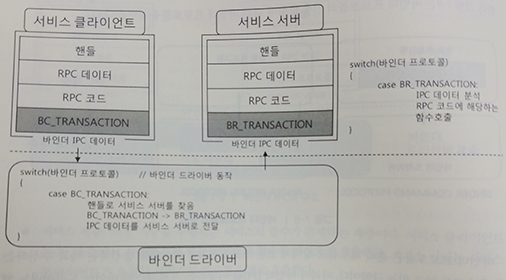 서비스 클라이언트
핸들
RPC 데이터
RPC 코드
BC_TRANSACTION
바인더 IPC 데이터
서비스 서버
핸들
RPC 데이터
RPC 코드
BR_TRANSACTION
바인더 IPC 데이터
switch(바인더 프로토콜)
{
case BR_TRANSACTION:
IPC 데이터 분석
RPC 코드에 해당하는
함수호출
}
switch(바인더 프로토콜) // 바인더 드라이버 동작
{
case BC_TRANSACTION:
핸들로 서비스 서버를 찾음
BC_TRANACTION -> BR_TRANSACTION
IPC 데이터를 서비스 서버로 전달
}
바인더 드라이버